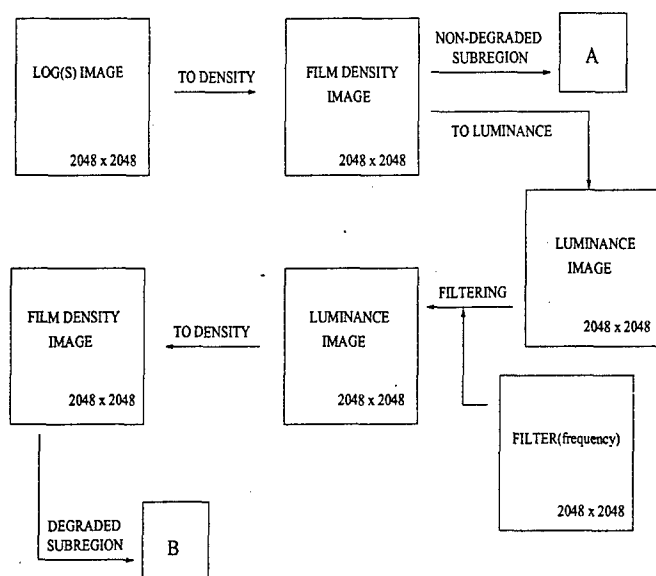 LOG(S) IMAGE
2048 x 2048
TO DENSITY
FILM DENSITY
IMAGE
2048 x 2048
NON-DEGRADED
SUBREGION
A
TO LUMINANCE
LUMINANCE
IMAGE
2048 x 2048
FILTERING
FILTER(frequency)
2048 x 2048
LUMINANCE
IMAGE
2048 x 2048
TO DENSITY
FILM DENSITY
IMAGE
2048 x 2048
DEGRADED
SUBREGION
B